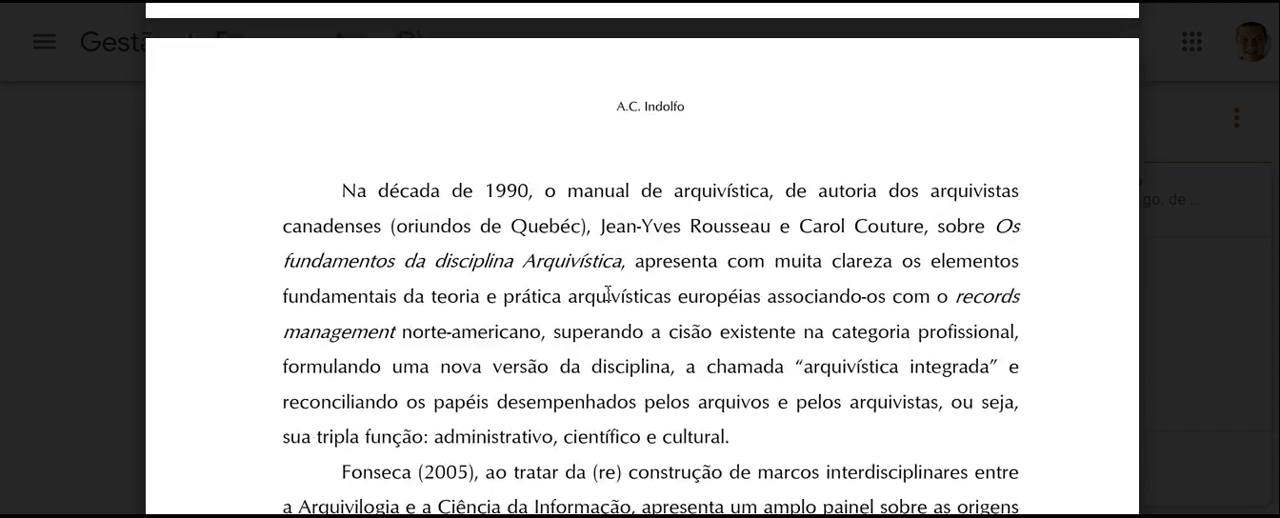 Gestã
A.C. Indolfo
Na década de 1990, o manual de arquivística, de autoria dos arquivistas
canadenses (oriundos de Quebéc), Jean-Yves Rousseau e Carol Couture, sobre Os
fundamentos da disciplina Arquivística, apresenta com muita clareza os elementos
fundamentais da teoria e prática arquivísticas européias associando-os com o records
management norte-americano, superando a cisão existente na categoria profissional,
formulando uma nova versão da disciplina, a chamada “arquivística integrada” e
reconciliando os papéis desempenhados pelos arquivos e pelos arquivistas, ou seja,
sua tripla função: administrativo, científico e cultural.
Fonseca (2005), ao tratar da (re) construção de marcos interdisciplinares entre
a Arquivilogia e a Ciência da Informação, apresenta um amplo painel sobre as origens
go. de ...